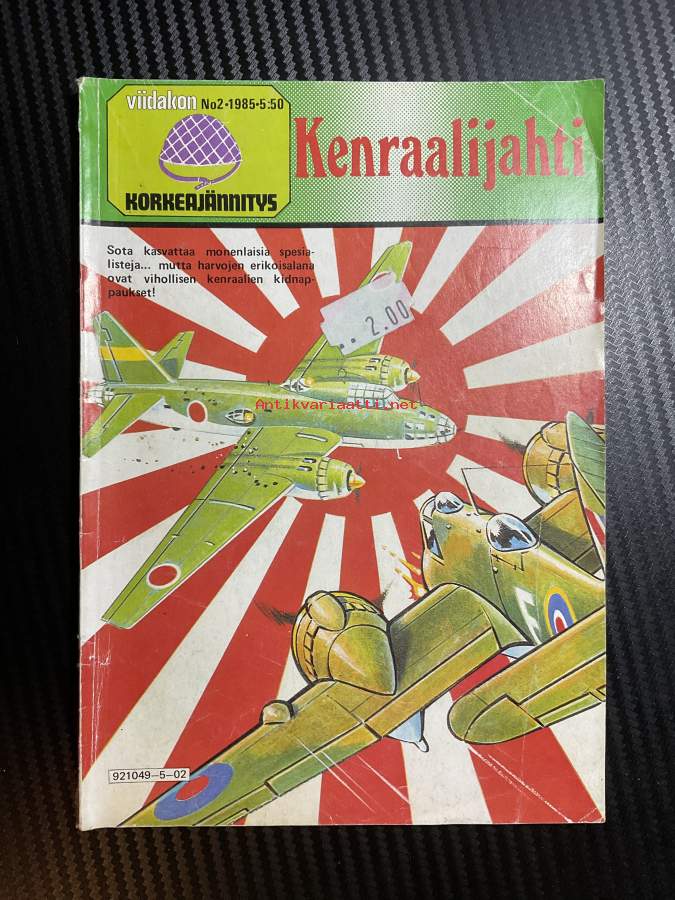 viidakon No2•1985•5:50
KORKEAJÄNNITYS
Kenraalijahti
Sota kasvattaa monenlaisia spesia-
listeja... mutta harvojen erikoisalana
ovat vihollisen kenraalien kidnap-
paukset!
.. 2.00
Antikvariaatti.net
F
921049-5-02